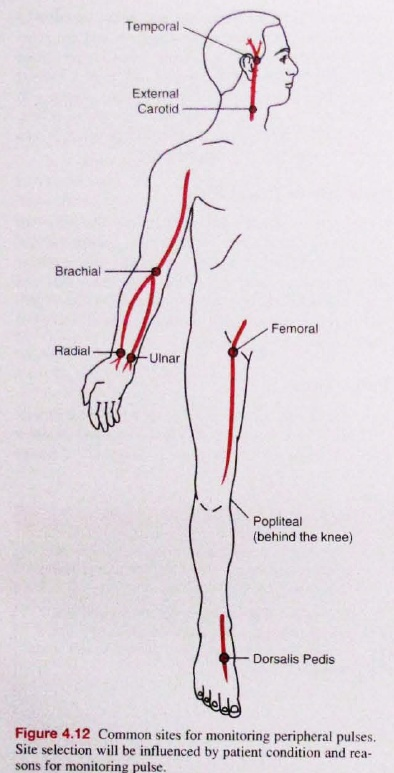 Temporal
External
Carotid
Brachial
Radial
Ulnar
Femoral
Popliteal
(behind the knee)
Dorsalis Pedis
Figure 4.12 Common sites for monitoring peripheral pulses.
Site selection will be influenced by patient condition and rea-
sons for monitoring pulse.